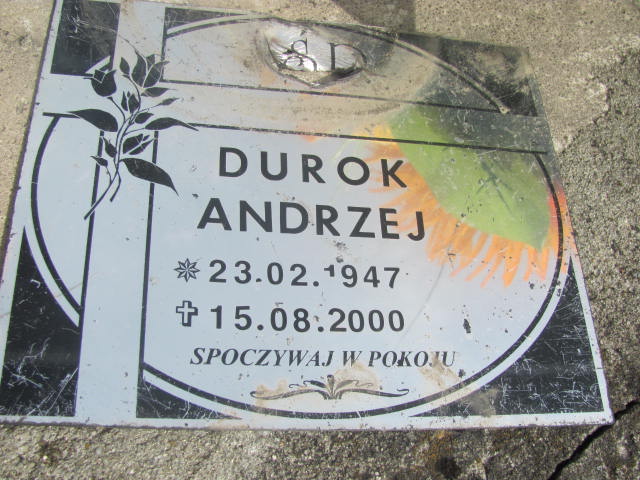 DUROK
ANDRZEJ
23.02.1947
15.08.2000
SPOCZYWAJ W POKOJU